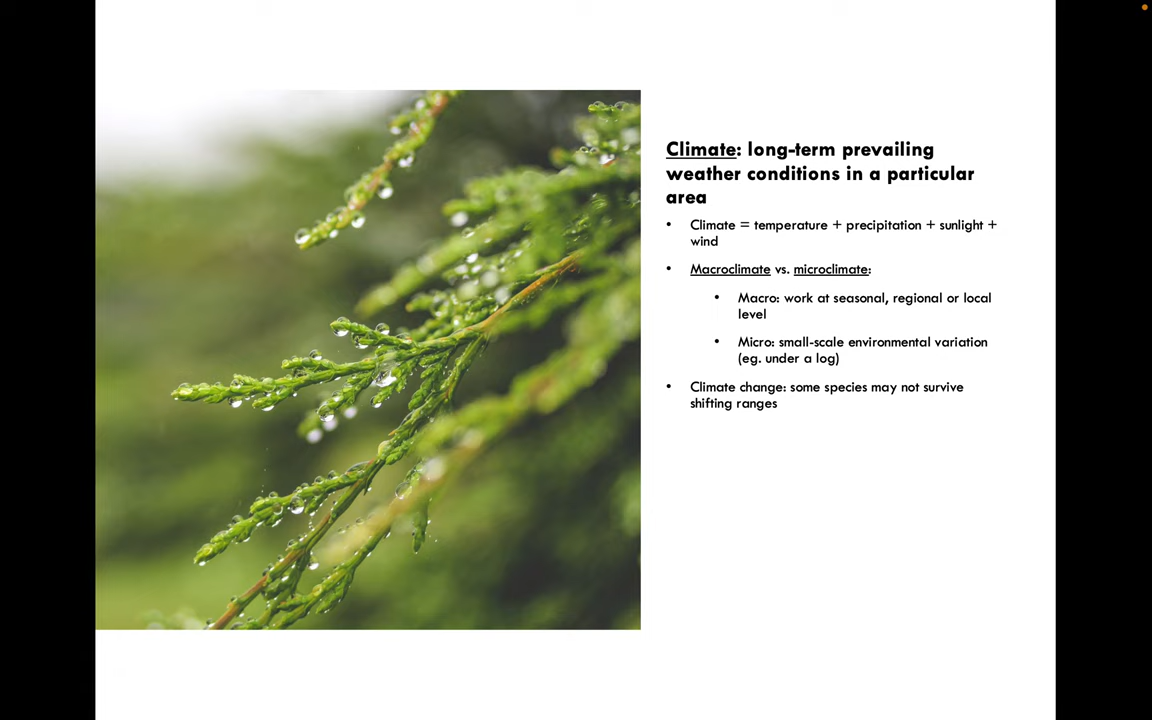 Climate: long-term prevailing
weather conditions in a particular
area
• Climate = temperature + precipitation + sunlight +
wind
• Macroclimate vs. microclimate:
• Macro: work at seasonal, regional or local
level
• Micro: small-scale environmental variation
(eg. under a log)
• Climate change: some species may not survive
shifting ranges